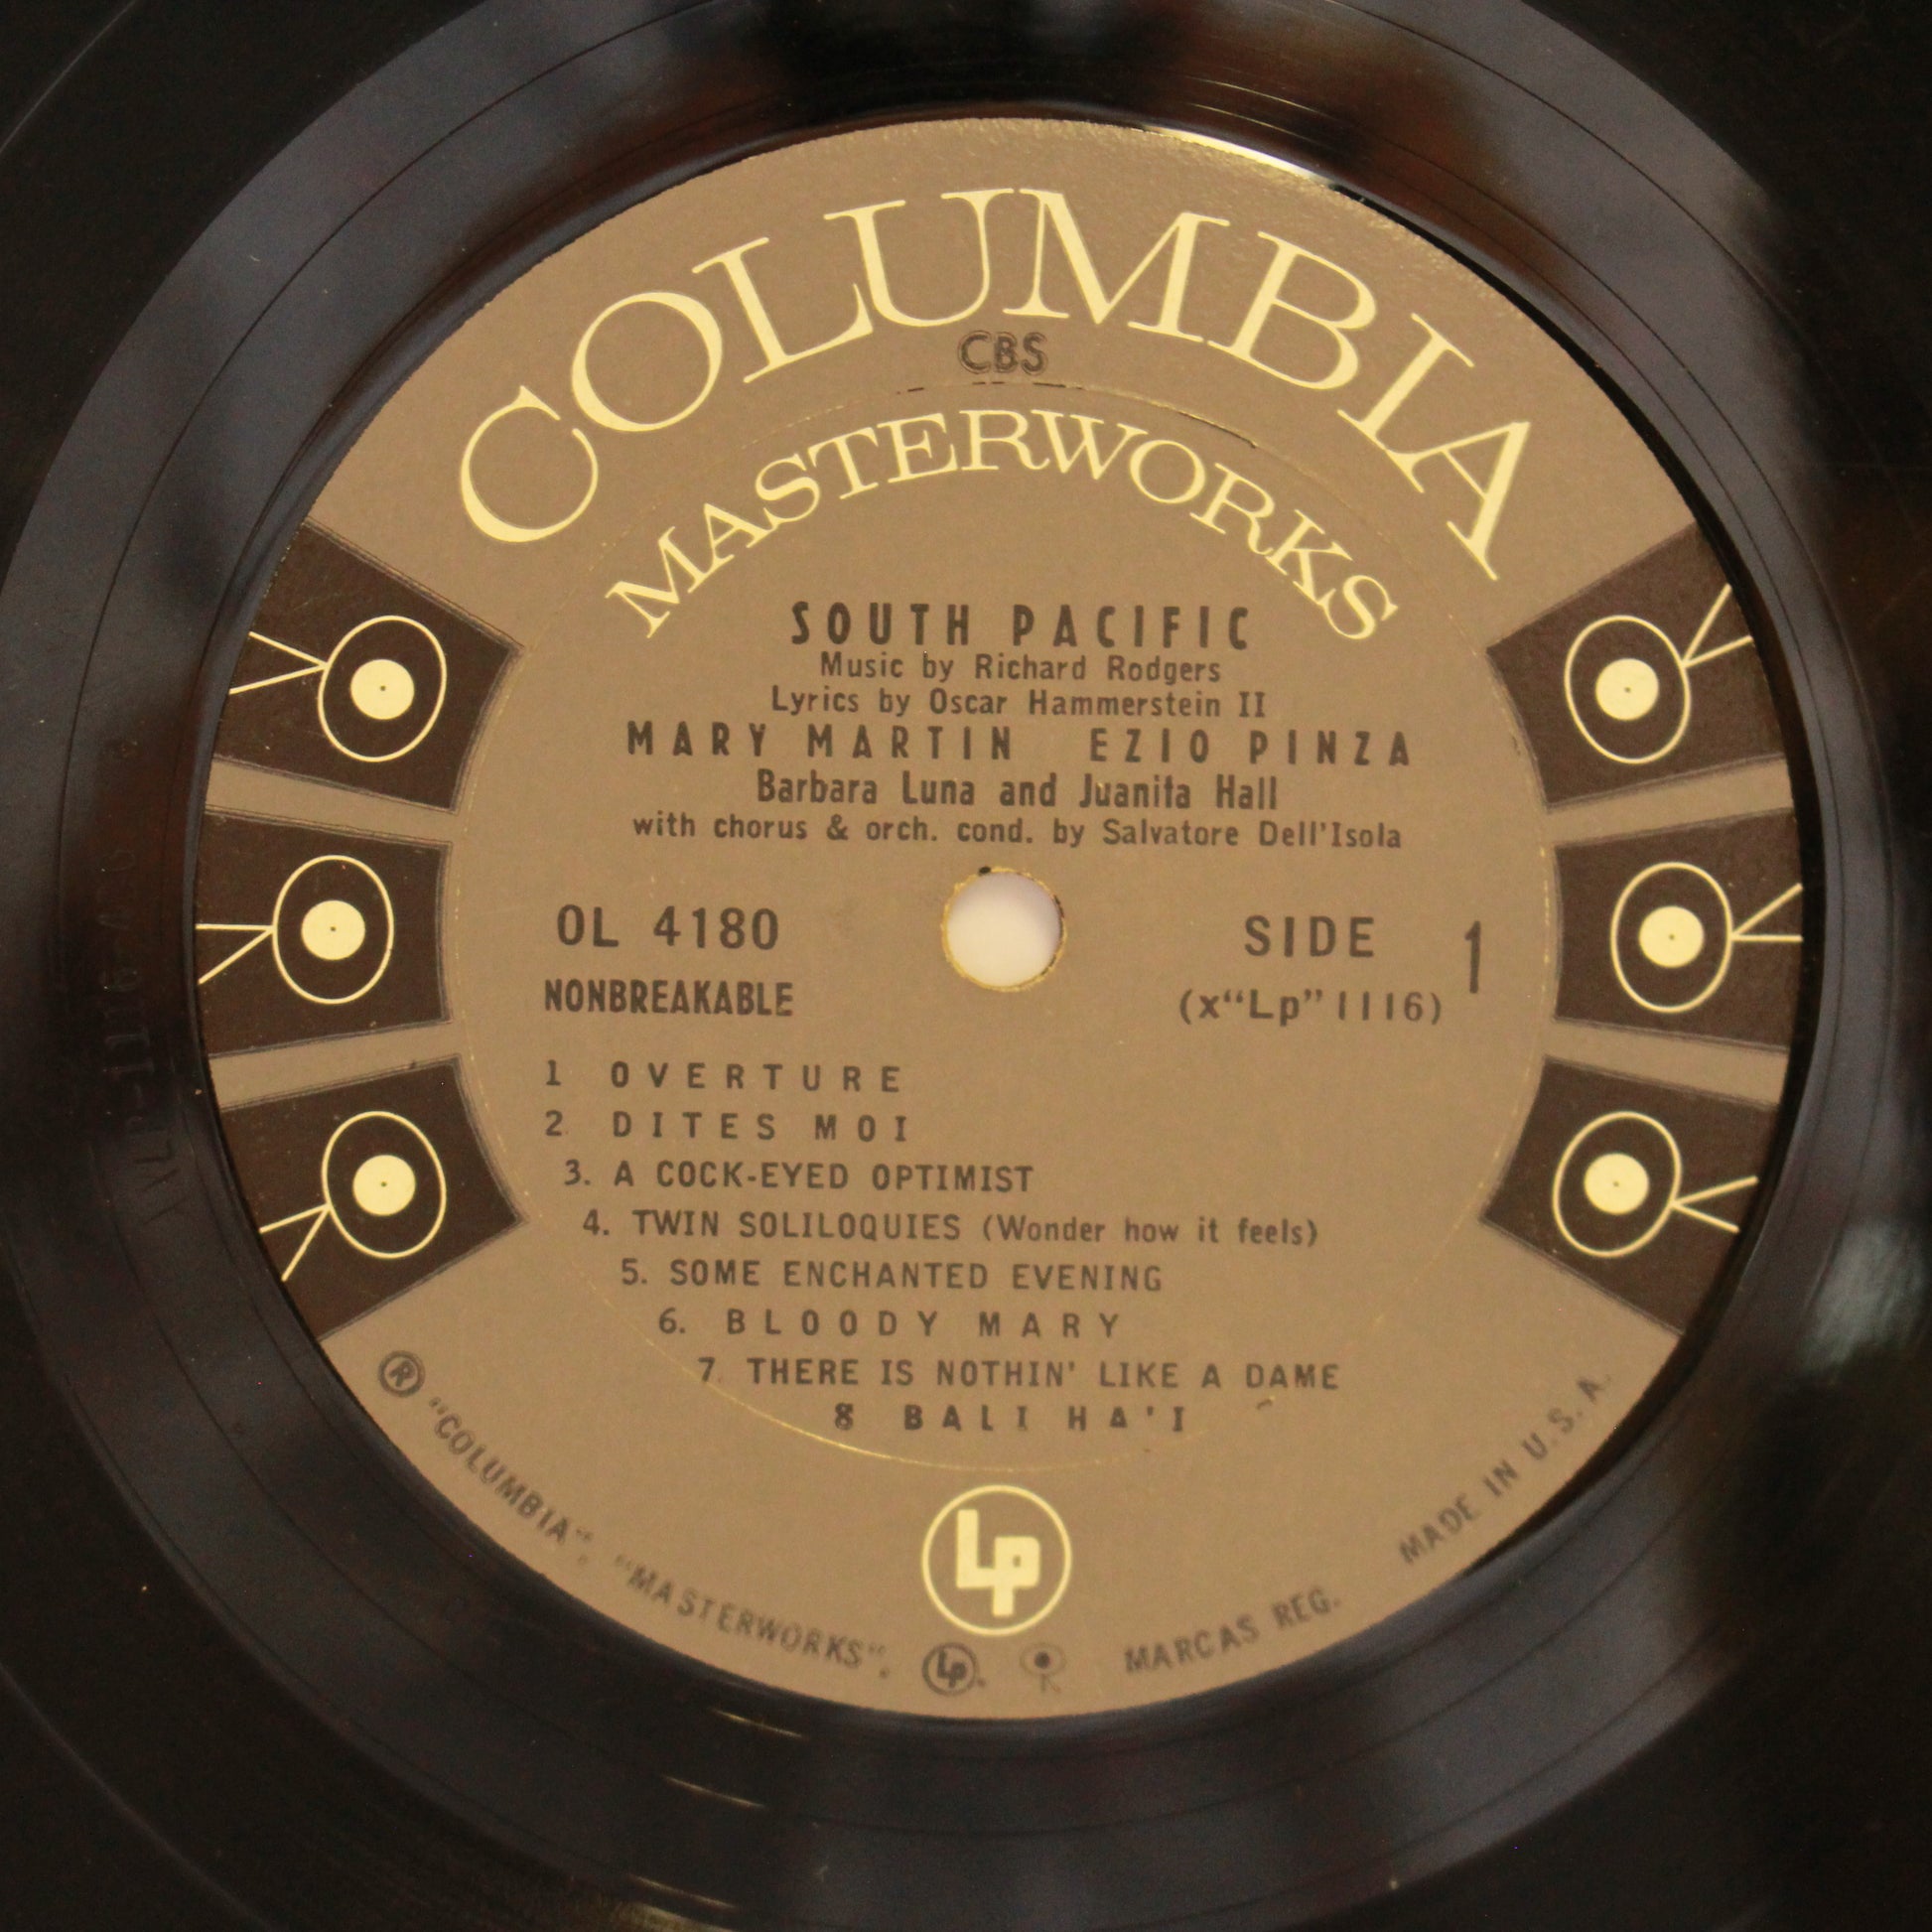 COLUMBIA
CBS
MASTERWORKS
SOUTH PACIFIC
Music by Richard Rodgers
Lyrics by Oscar Hammerstein II
MARY MARTIN EZIO PINZA
Barbara Luna and Juanita Hall
with chorus & orch. cond. by Salvatore Dell'Isola
OL 4180
SIDE 1
NONBREAKABLE
(x“Lp” 1116)
1 OVERTURE
2 DITES MOI
3. A COCK-EYED OPTIMIST
4. TWIN SOLILOQUIES (Wonder how it feels)
5. SOME ENCHANTED EVENING
6. BLOODY MARY
7. THERE IS NOTHIN' LIKE A DAME
8 BALI HA'I
Lp
Ⓡ “COLUMBIA”, “MASTERWORKS”, Lp. MARCAS REG. MADE IN U.S.A.